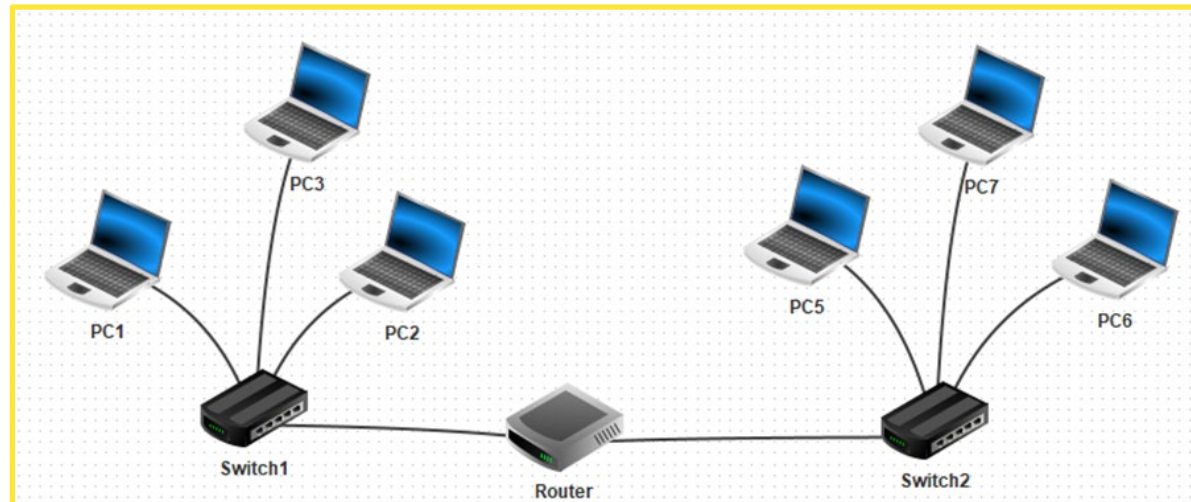 PC3
PC7
PC1
PC2
PC5
PC6
Switch1
Router
Switch2